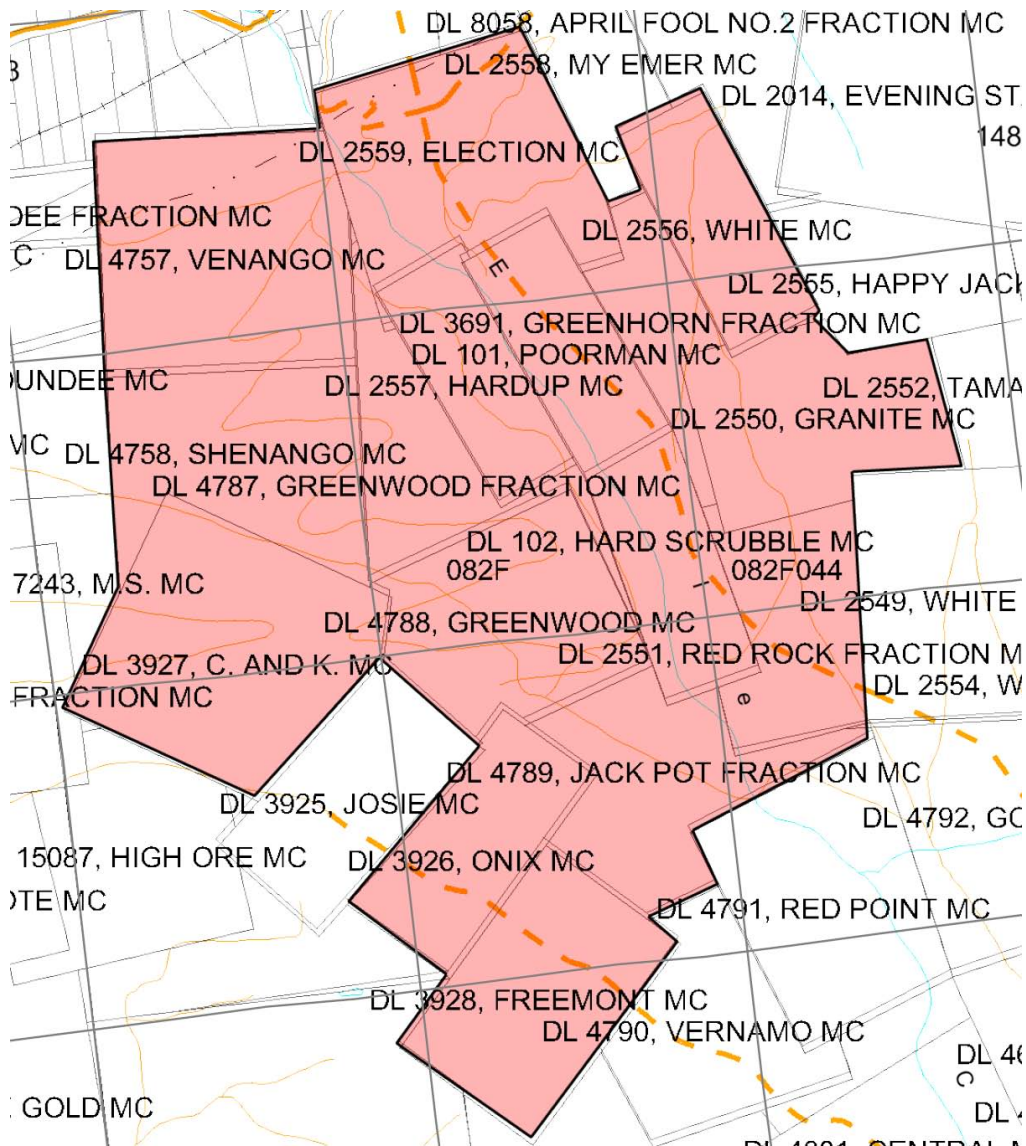 DL 8058, APRIL FOOL NO.2 FRACTION MC
DL 2558, MY EMER MC
DL 2014, EVENING ST
148
DL 2559, ELECTION MC
DEE FRACTION MC
DL 2556, WHITE MC
C
DL 4757, VENANGO MC
E
DL 2555, HAPPY JACK
DL 3691, GREENHORN FRACTION MC
DL 101, POORMAN MC
DUNDEE MC
DL 2557, HARDUP MC
DL 2552, TAMA
DL 2550, GRANITE MC
MC
DL 4758, SHENANGO MC
DL 4787, GREENWOOD FRACTION MC
DL 102, HARD SCRUBBLE MC
082F
082F044
7243, M.S. MC
l
DL 2549, WHITE
DL 4788, GREENWOOD MC
DL 2551, RED ROCK FRACTION M
DL 3927, C. AND K. MC
FRACTION MC
DL 2554, W
e
DL 4789, JACK POT FRACTION MC
DL 3925, JOSIE MC
DL 4792, GO
15087, HIGH ORE MC
DL 3926, ONIX MC
OTE MC
DL 4791, RED POINT MC
DL 3928, FREEMONT MC
DL 4790, VERNAMO MC
DL 46
C
GOLD MC
DL 4